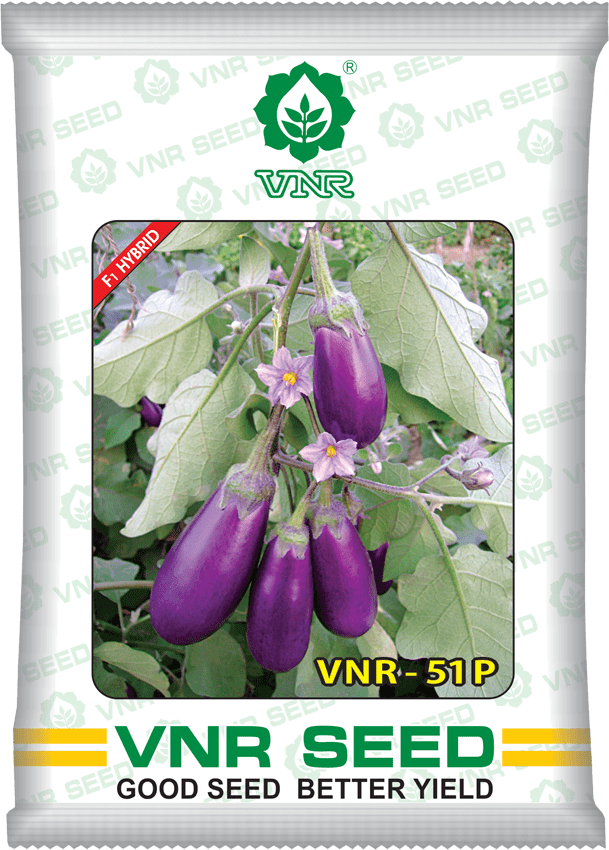 ®
VNR
F1 HYBRID
VNR - 51 P
VNR SEED
GOOD SEED BETTER YIELD